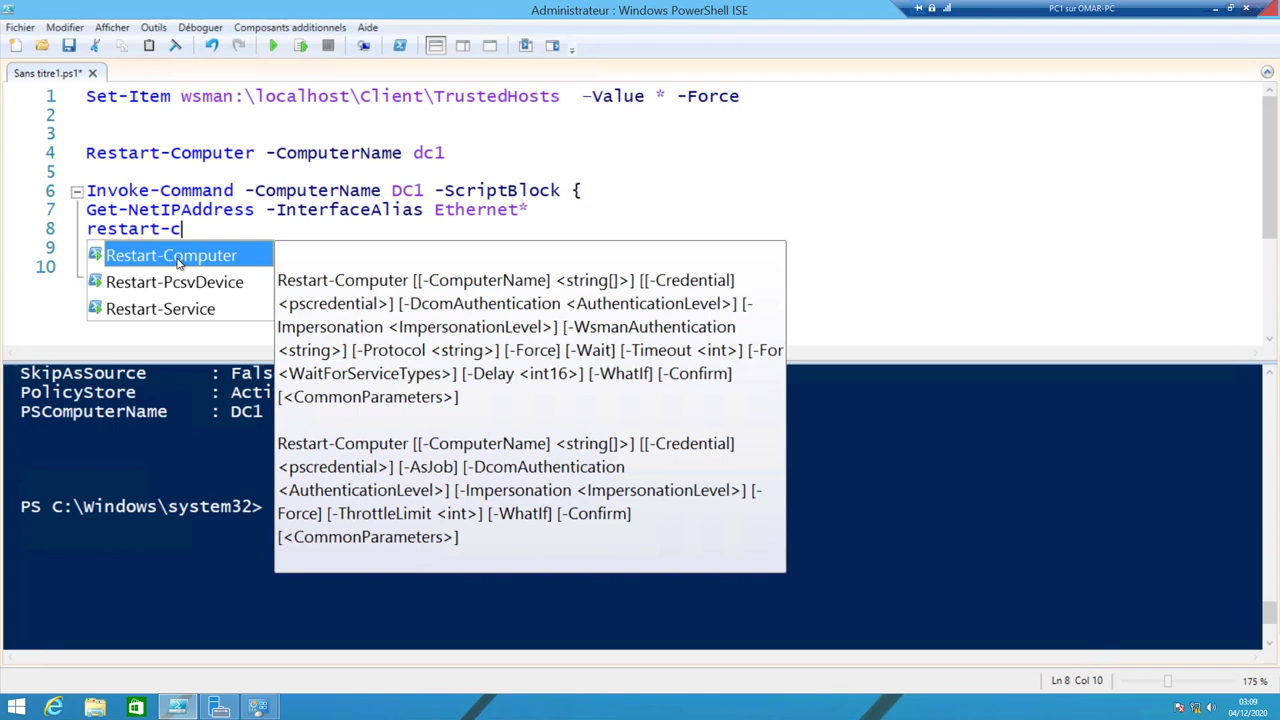 Administrateur : Windows PowerShell ISE
PC1 sur OMAR-PC
Fichier Modifier Afficher Outils Déboguer Composants additionnels Aide
Sans titre1.ps1*
1 Set-Item wsman:\localhost\Client\TrustedHosts –Value * -Force
2
3
4 Restart-Computer -ComputerName dc1
5
6 Invoke-Command -ComputerName DC1 -ScriptBlock {
7 Get-NetIPAddress -InterfaceAlias Ethernet*
8 restart-c
9
10
Restart-Computer
Restart-PcsvDevice
Restart-Service
Restart-Computer [[-ComputerName] <string[]>] [[-Credential]
<pscredential>] [-DcomAuthentication <AuthenticationLevel>] [-
Impersonation <ImpersonationLevel>] [-WsmanAuthentication
<string>] [-Protocol <string>] [-Force] [-Wait] [-Timeout <int>] [-For
<WaitForServiceTypes>] [-Delay <int16>] [-WhatIf] [-Confirm]
[<CommonParameters>]
Restart-Computer [[-ComputerName] <string[]>] [[-Credential]
<pscredential>] [-AsJob] [-DcomAuthentication
<AuthenticationLevel>] [-Impersonation <ImpersonationLevel>] [-
Force] [-ThrottleLimit <int>] [-WhatIf] [-Confirm]
[<CommonParameters>]
SkipAsSource : Fals
PolicyStore : Acti
PSComputerName : DC1
PS C:\Windows\system32>
Ln 8 Col 10
175 %
03:09
04/12/2020